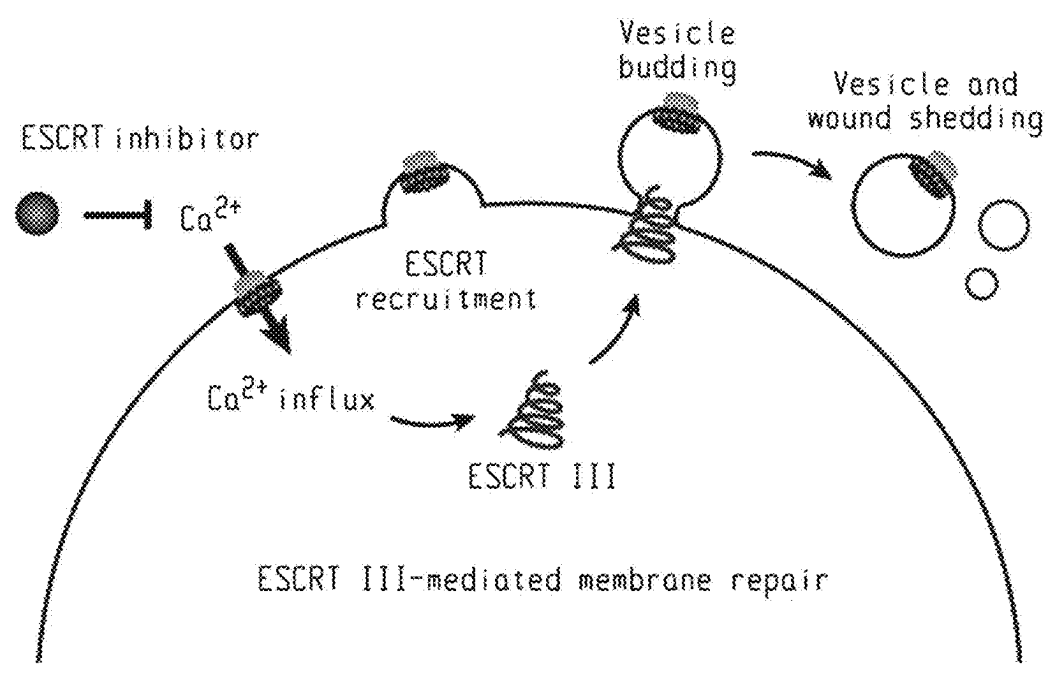 Vesicle
budding
Vesicle and
wound shedding
ESCRT inhibitor
Ca²⁺
ESCRT
recruitment
Ca²⁺ influx
ESCRT III
ESCRT III-mediated membrane repair